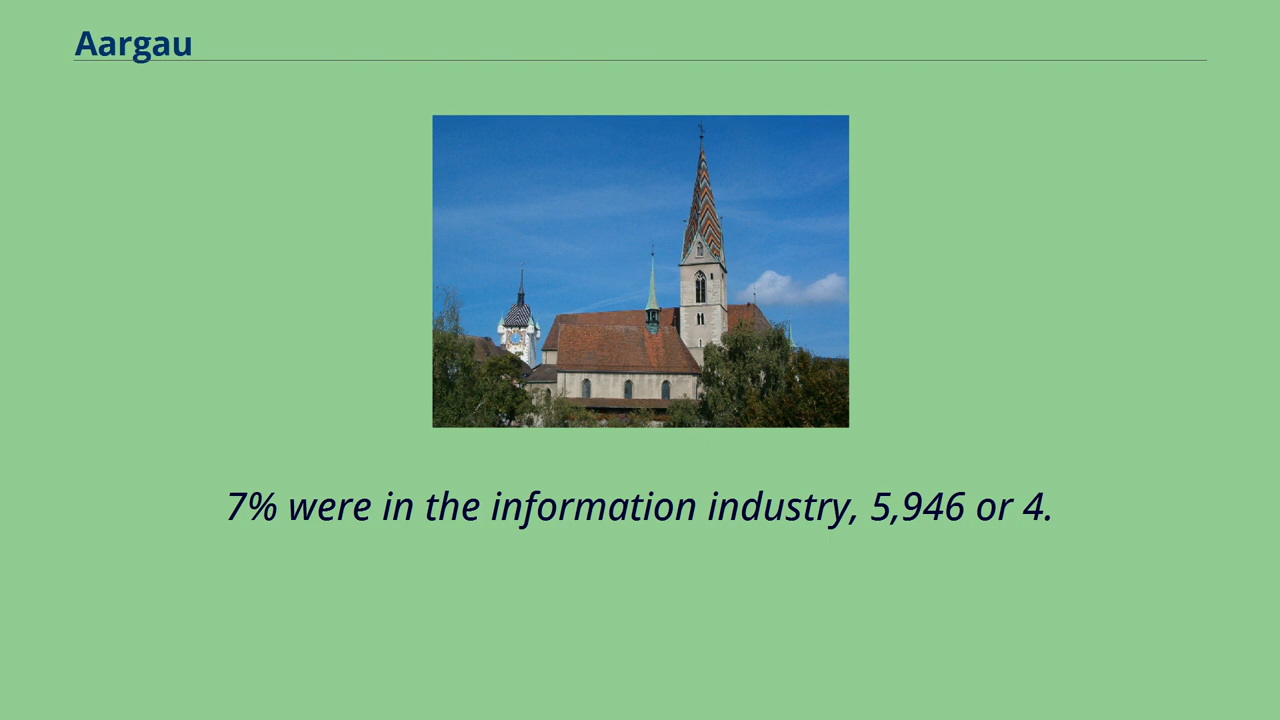 Aargau
7% were in the information industry, 5,946 or 4.